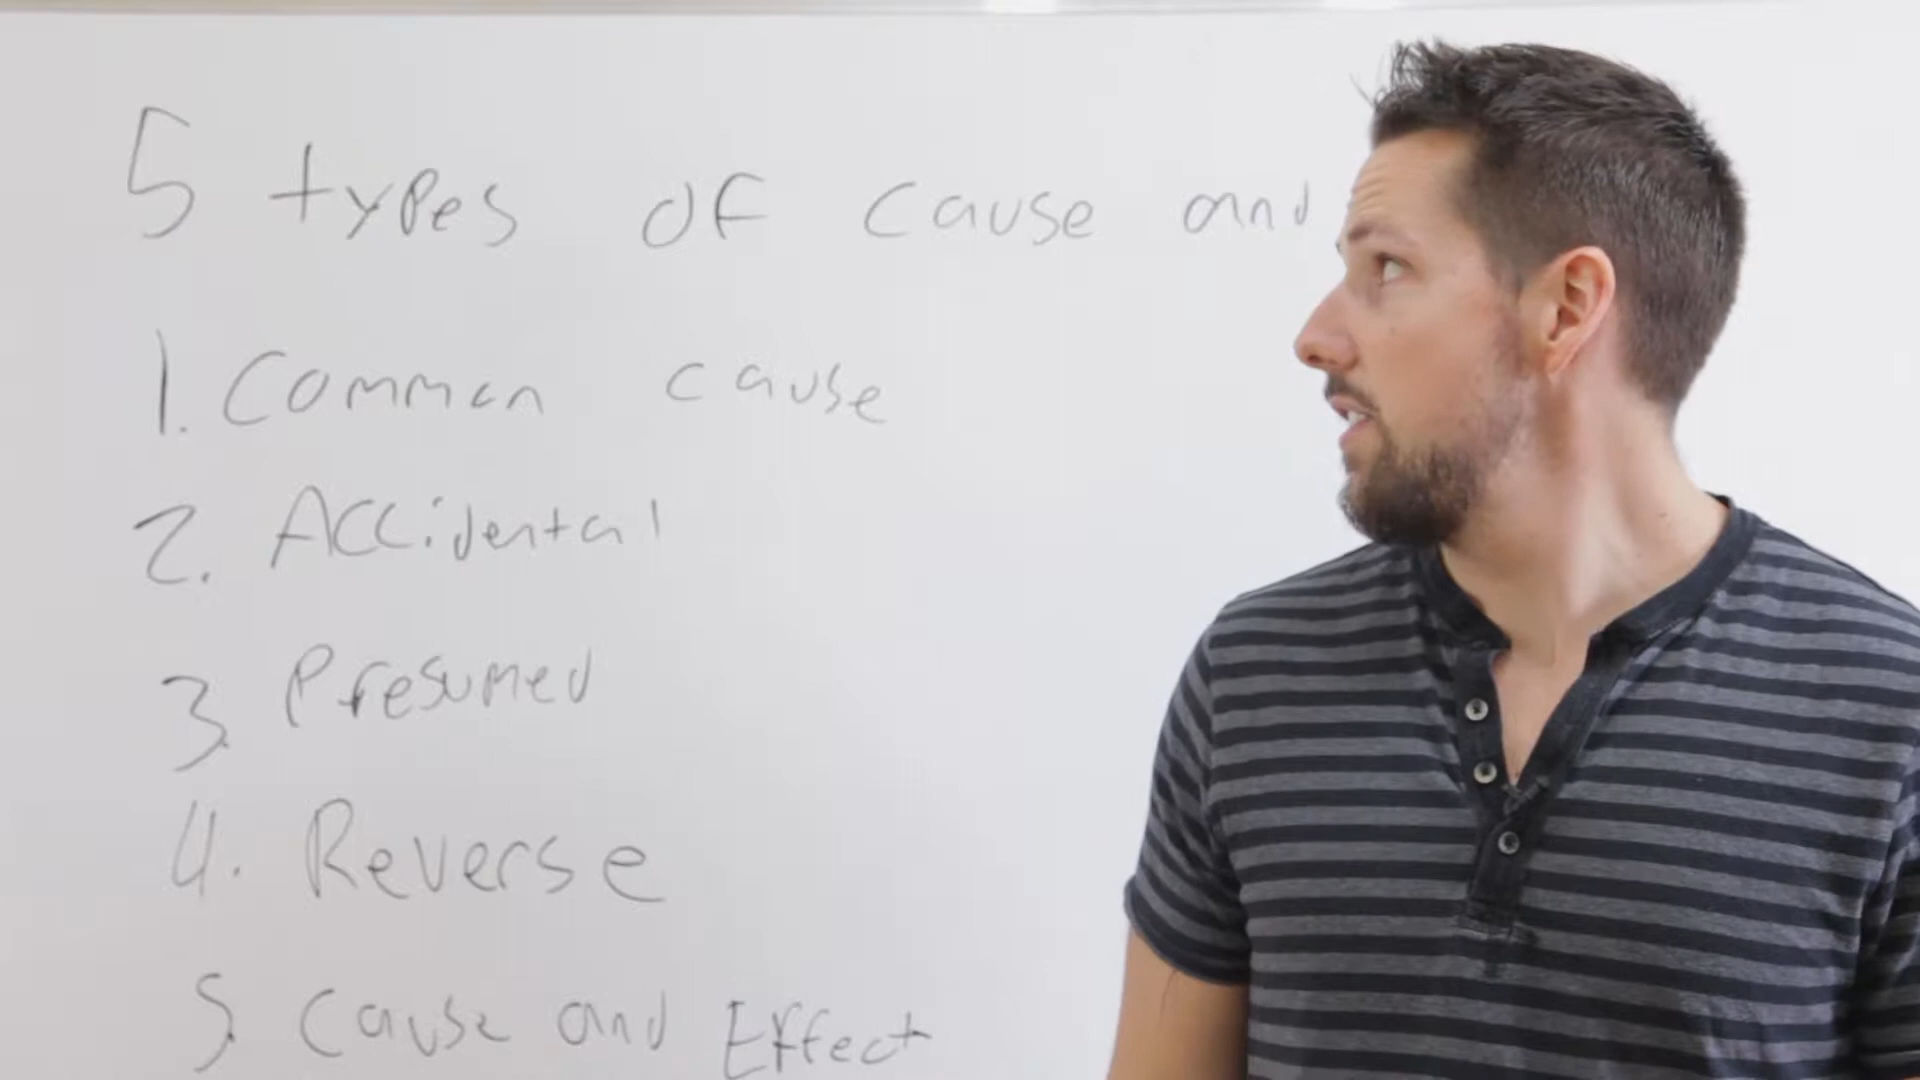 5 types of cause and
1. Common cause
2. Accidental
3. Presumed
4. Reverse
5. Cause and Effect